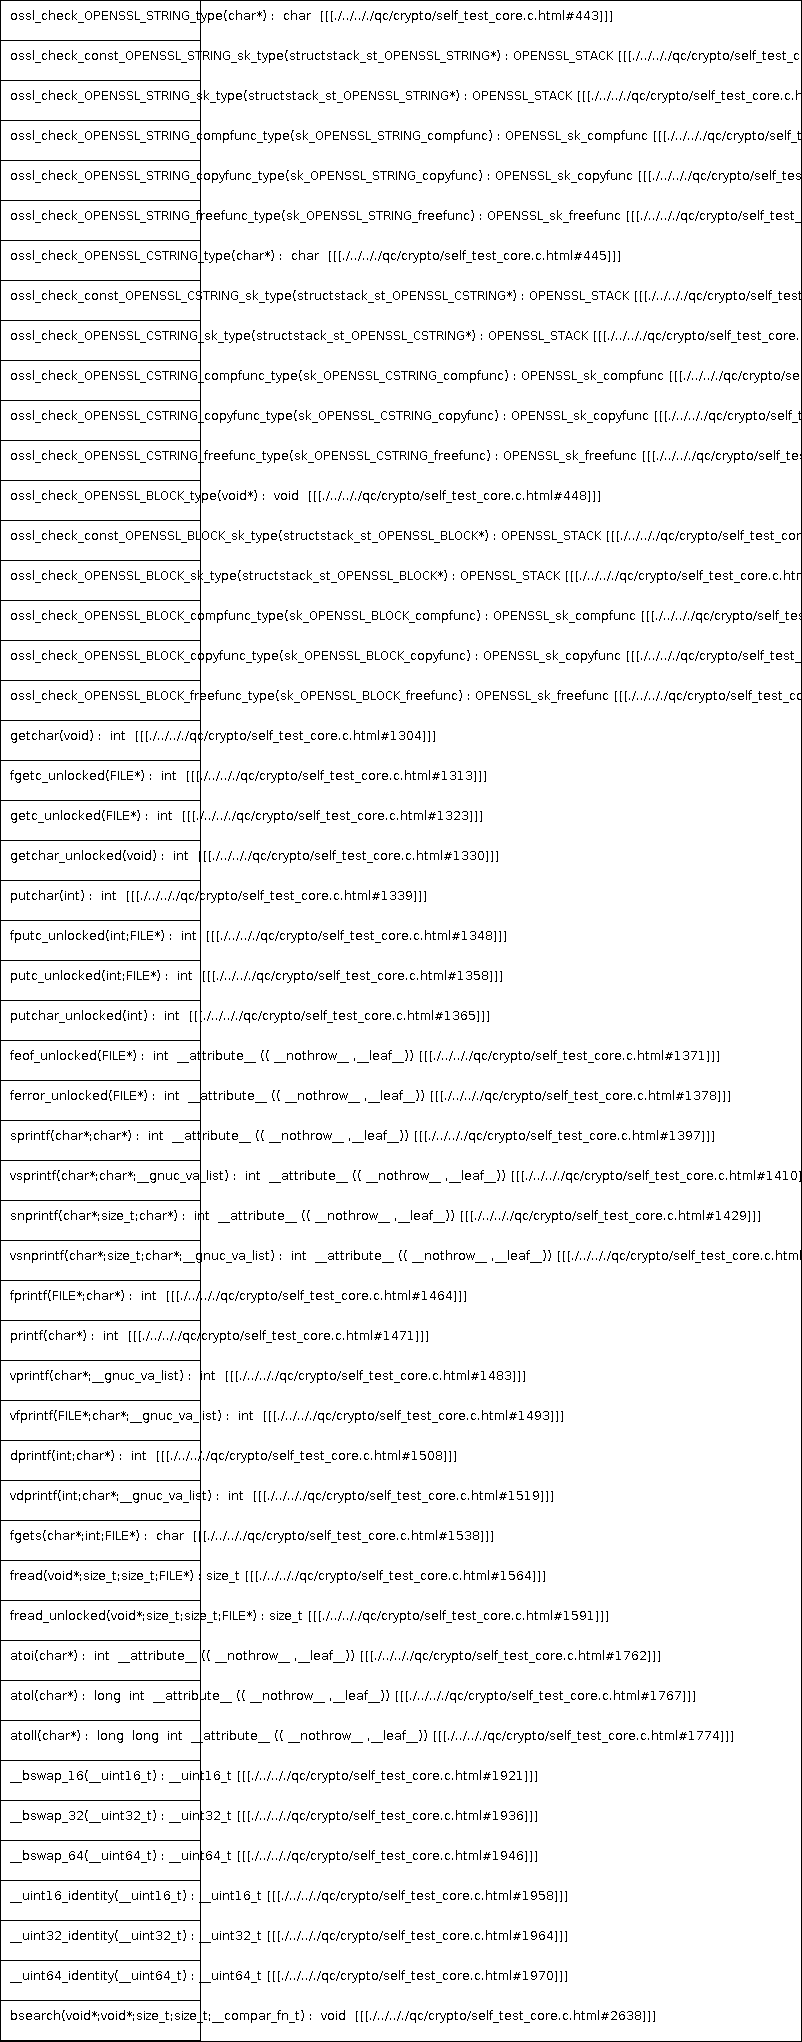 ossl_check_OPENSSL_STRING_type(char*) : char [[[./../../qc/crypto/self_test_core.html#443]]]
ossl_check_const_OPENSSL_STRING_sk_type(structstack_st_OPENSSL_STRING*) : OPENSSL_STACK [[[./../../qc/crypto/self_test_c
ossl_check_OPENSSL_STRING_sk_type(structstack_st_OPENSSL_STRING*) : OPENSSL_STACK [[[./../../qc/crypto/self_test_core.c.h
ossl_check_OPENSSL_STRING_compfunc_type(sk_OPENSSL_STRING_compfunc) : OPENSSL_sk_compfunc [[[./../../qc/crypto/self_t
ossl_check_OPENSSL_STRING_copyfunc_type(sk_OPENSSL_STRING_copyfunc) : OPENSSL_sk_copyfunc [[[./../../qc/crypto/self_tes
ossl_check_OPENSSL_STRING_freefunc_type(sk_OPENSSL_STRING_freefunc) : OPENSSL_sk_freefunc [[[./../../qc/crypto/self_test_
ossl_check_OPENSSL_CSTRING_type(char*) : char [[[./../../qc/crypto/self_test_core.c.html#445]]]
ossl_check_const_OPENSSL_CSTRING_sk_type(structstack_st_OPENSSL_CSTRING*) : OPENSSL_STACK [[[./../../qc/crypto/self_test
ossl_check_OPENSSL_CSTRING_sk_type(structstack_st_OPENSSL_CSTRING*) : OPENSSL_STACK [[[./../../qc/crypto/self_test_core.
ossl_check_OPENSSL_CSTRING_compfunc_type(sk_OPENSSL_CSTRING_compfunc) : OPENSSL_sk_compfunc [[[./../../qc/crypto/se
ossl_check_OPENSSL_CSTRING_copyfunc_type(sk_OPENSSL_CSTRING_copyfunc) : OPENSSL_sk_copyfunc [[[./../../qc/crypto/self_t
ossl_check_OPENSSL_CSTRING_freefunc_type(sk_OPENSSL_CSTRING_freefunc) : OPENSSL_sk_freefunc [[[./../../qc/crypto/self_tes
ossl_check_OPENSSL_BLOCK_type(void*) : void [[[./../../qc/crypto/self_test_core.c.html#448]]]
ossl_check_const_OPENSSL_BLOCK_sk_type(structstack_st_OPENSSL_BLOCK*) : OPENSSL_STACK [[[./../../qc/crypto/self_test_cor
ossl_check_OPENSSL_BLOCK_sk_type(structstack_st_OPENSSL_BLOCK*) : OPENSSL_STACK [[[./../../qc/crypto/self_test_core.c.htm
ossl_check_OPENSSL_BLOCK_compfunc_type(sk_OPENSSL_BLOCK_compfunc) : OPENSSL_sk_compfunc [[[./../../qc/crypto/self_tes
ossl_check_OPENSSL_BLOCK_copyfunc_type(sk_OPENSSL_BLOCK_copyfunc) : OPENSSL_sk_copyfunc [[[./../../qc/crypto/self_test_
ossl_check_OPENSSL_BLOCK_freefunc_type(sk_OPENSSL_BLOCK_freefunc) : OPENSSL_sk_freefunc [[[./../../qc/crypto/self_test_co
getchar(void) : int [[[./../../qc/crypto/self_test_core.c.html#1304]]]
fgetc_unlocked(FILE*) : int [[[./../../qc/crypto/self_test_core.c.html#1313]]]
getc_unlocked(FILE*) : int [[[./../../qc/crypto/self_test_core.c.html#1323]]]
getchar_unlocked(void) : int [[[./../../qc/crypto/self_test_core.c.html#1330]]]
putchar(int) : int [[[./../../qc/crypto/self_test_core.c.html#1339]]]
fputc_unlocked(int;FILE*) : int [[[./../../qc/crypto/self_test_core.c.html#1348]]]
putc_unlocked(int;FILE*) : int [[[./../../qc/crypto/self_test_core.c.html#1358]]]
putchar_unlocked(int) : int [[[./../../qc/crypto/self_test_core.c.html#1365]]]
feof_unlocked(FILE*) : int __attribute__ (( __nothrow__ ,__leaf__)) [[[./../../qc/crypto/self_test_core.c.html#1371]]]
ferror_unlocked(FILE*) : int __attribute__ (( __nothrow__ ,__leaf__)) [[[./../../qc/crypto/self_test_core.c.html#1378]]]
sprintf(char*;char*) : int __attribute__ (( __nothrow__ ,__leaf__)) [[[./../../qc/crypto/self_test_core.c.html#1397]]]
vsprintf(char*;char*;__gnuc_va_list) : int __attribute__ (( __nothrow__ ,__leaf__)) [[[./../../qc/crypto/self_test_core.c.html#1410]
snprintf(char*;size_t;char*) : int __attribute__ (( __nothrow__ ,__leaf__)) [[[./../../qc/crypto/self_test_core.c.html#1429]]]
vsnprintf(char*;size_t;char*;__gnuc_va_list) : int __attribute__ (( __nothrow__ ,__leaf__)) [[[./../../qc/crypto/self_test_core.c.html
fprintf(FILE*;char*) : int [[[./../../qc/crypto/self_test_core.c.html#1464]]]
printf(char*) : int [[[./../../qc/crypto/self_test_core.c.html#1471]]]
vprintf(char*;__gnuc_va_list) : int [[[./../../qc/crypto/self_test_core.c.html#1483]]]
vfprintf(FILE*;char*;__gnuc_va_list) : int [[[./../../qc/crypto/self_test_core.c.html#1493]]]
dprintf(int;char*) : int [[[./../../qc/crypto/self_test_core.c.html#1508]]]
vdprintf(int;char*;__gnuc_va_list) : int [[[./../../qc/crypto/self_test_core.c.html#1519]]]
fgets(char*;int;FILE*) : char [[[./../../qc/crypto/self_test_core.c.html#1538]]]
fread(void*;size_t;size_t;FILE*) : size_t [[[./../../qc/crypto/self_test_core.c.html#1564]]]
fread_unlocked(void*;size_t;size_t;FILE*) : size_t [[[./../../qc/crypto/self_test_core.c.html#1591]]]
atoi(char*) : int __attribute__ (( __nothrow__ ,__leaf__)) [[[./../../qc/crypto/self_test_core.c.html#1762]]]
atol(char*) : long int __attribute__ (( __nothrow__ ,__leaf__)) [[[./../../qc/crypto/self_test_core.c.html#1767]]]
atoll(char*) : long long int __attribute__ (( __nothrow__ ,__leaf__)) [[[./../../qc/crypto/self_test_core.c.html#1774]]]
__bswap_16(__uint16_t) : __uint16_t [[[./../../qc/crypto/self_test_core.c.html#1921]]]
__bswap_32(__uint32_t) : __uint32_t [[[./../../qc/crypto/self_test_core.c.html#1936]]]
__bswap_64(__uint64_t) : __uint64_t [[[./../../qc/crypto/self_test_core.c.html#1946]]]
__uint16_identity(__uint16_t) : __uint16_t [[[./../../qc/crypto/self_test_core.c.html#1958]]]
__uint32_identity(__uint32_t) : __uint32_t [[[./../../qc/crypto/self_test_core.c.html#1964]]]
__uint64_identity(__uint64_t) : __uint64_t [[[./../../qc/crypto/self_test_core.c.html#1970]]]
bsearch(void*;void*;size_t;size_t;__compar_fn_t) : void [[[./../../qc/crypto/self_test_core.c.html#2638]]]